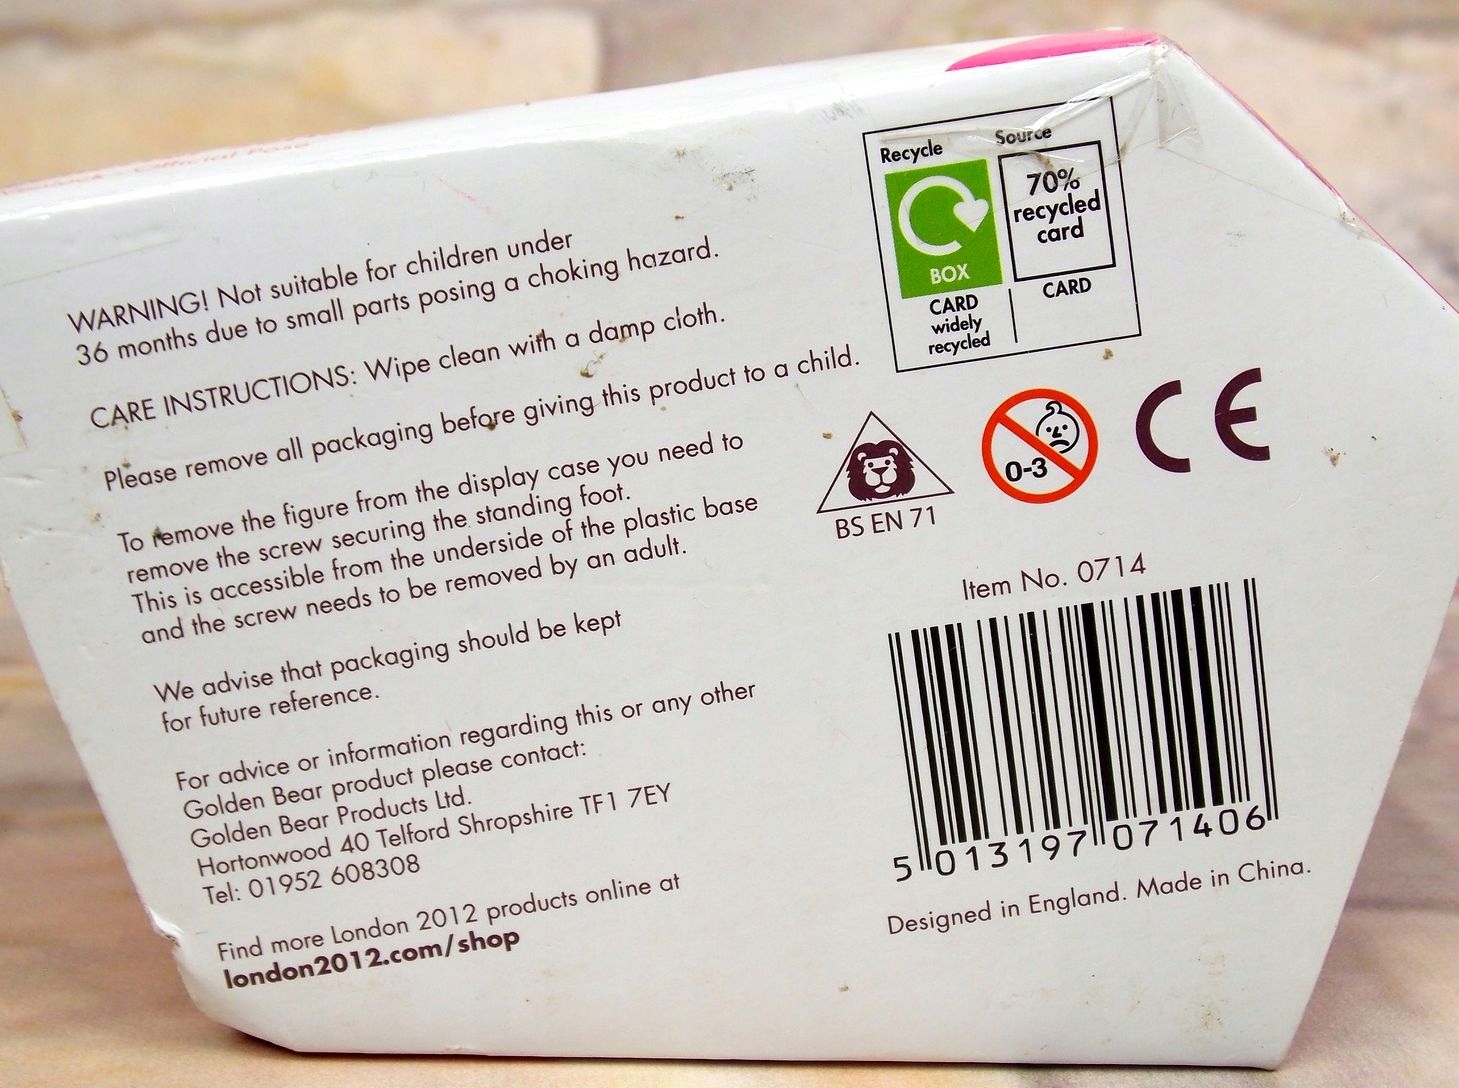 Official Pose
WARNING! Not suitable for children under
36 months due to small parts posing a choking hazard.
CARE INSTRUCTIONS: Wipe clean with a damp cloth.
Please remove all packaging before giving this product to a child.
To remove the figure from the display case you need to
remove the screw securing the standing foot.
This is accessible from the underside of the plastic base
and the screw needs to be removed by an adult.
We advise that packaging should be kept
for future reference.
For advice or information regarding this or any other
Golden Bear product please contact:
Golden Bear Products Ltd.
Hortonwood 40 Telford Shropshire TF1 7EY
Tel: 01952 608308
Find more London 2012 products online at
london2012.com/shop
Recycle
BOX
CARD
widely
recycled
Source
70%
recycled
card
CARD
BS EN 71
0-3
CE
Item No. 0714
5 013197 071406
Designed in England. Made in China.